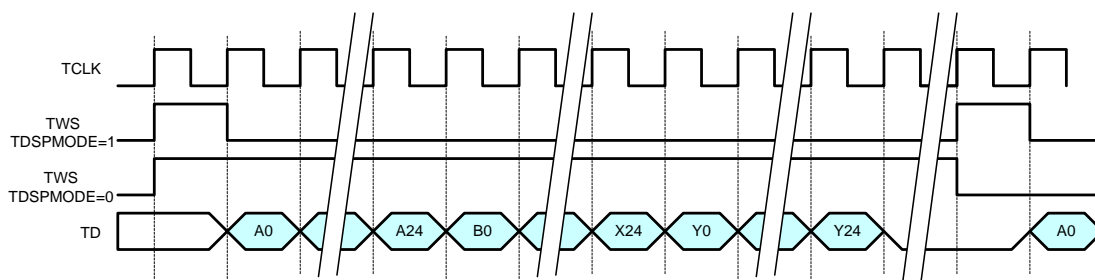 TCLK
TWS
TDSPMODE=1
TWS
TDSPMODE=0
TD
A0 A24 B0 X24 Y0 Y24 A0